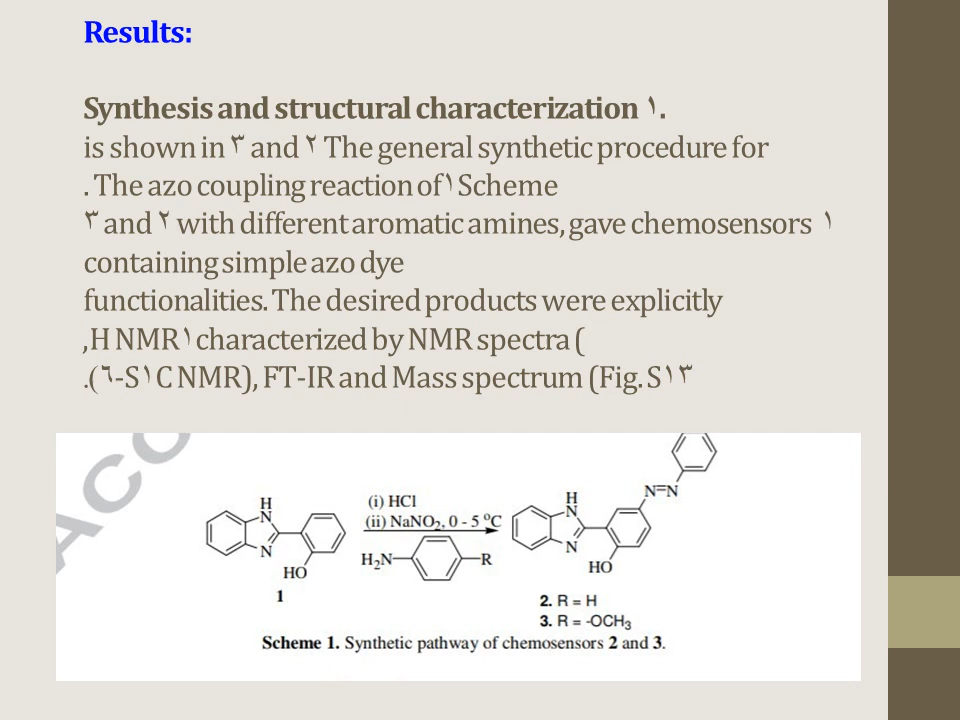 Results:
Synthesis and structural characterization ١.
is shown in ٣ and ٢ The general synthetic procedure for
. The azo coupling reaction of ١ Scheme
٣ and ٢ with different aromatic amines, gave chemosensors ١
containing simple azo dye
functionalities. The desired products were explicitly
,H NMR١ characterized by NMR spectra (
.(٦-S١ C NMR), FT-IR and Mass spectrum (Fig. S١٣
Acc
H
N
N
HO
1
(i) HCl
(ii) NaNO2, 0 - 5 °C
H2N
R
H
N
N
HO
N=N
2. R = H
3. R = -OCH3
Scheme 1. Synthetic pathway of chemosensors 2 and 3.